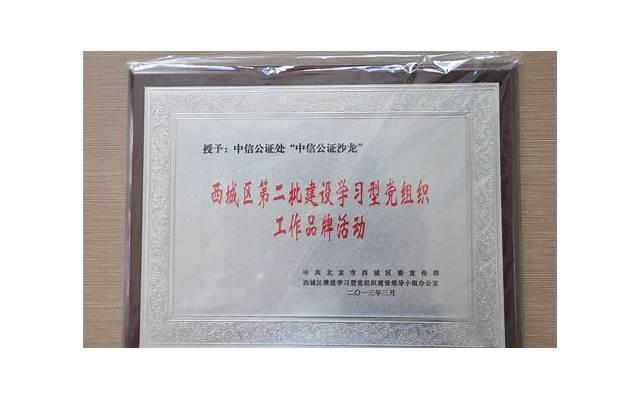 授予：中信公证处“中信公证沙龙”
西城区第二批建设学习型党组织
工作品牌活动
中共北京市西城区委宣传部
西城区推进学习型党组织建设领导小组办公室
二〇一三年三月